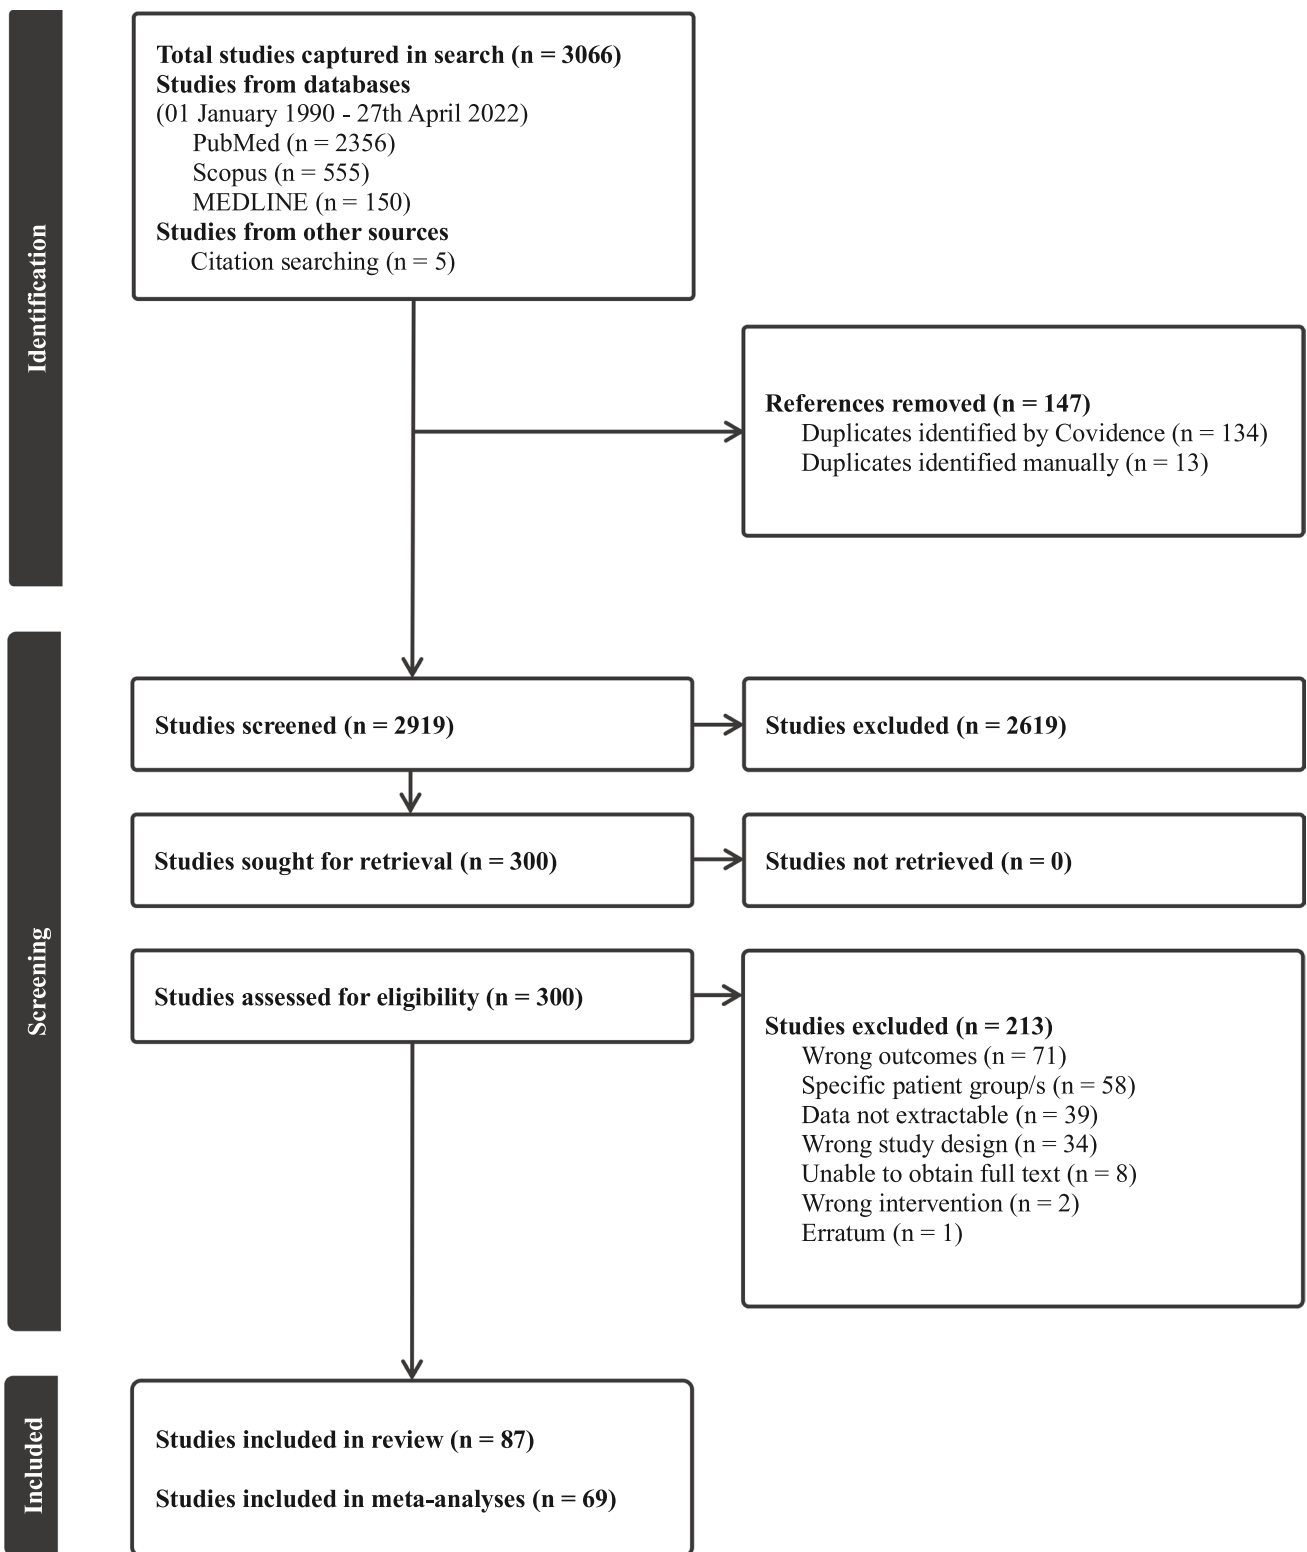 Identification
Total studies captured in search (n = 3066)
Studies from databases
(01 January 1990 - 27th April 2022)
PubMed (n = 2356)
Scopus (n = 555)
MEDLINE (n = 150)
Studies from other sources
Citation searching (n = 5)
References removed (n = 147)
Duplicates identified by Covidence (n = 134)
Duplicates identified manually (n = 13)
Screening
Studies screened (n = 2919)
Studies excluded (n = 2619)
Studies sought for retrieval (n = 300)
Studies not retrieved (n = 0)
Studies assessed for eligibility (n = 300)
Studies excluded (n = 213)
Wrong outcomes (n = 71)
Specific patient group/s (n = 58)
Data not extractable (n = 39)
Wrong study design (n = 34)
Unable to obtain full text (n = 8)
Wrong intervention (n = 2)
Erratum (n = 1)
Included
Studies included in review (n = 87)
Studies included in meta-analyses (n = 69)